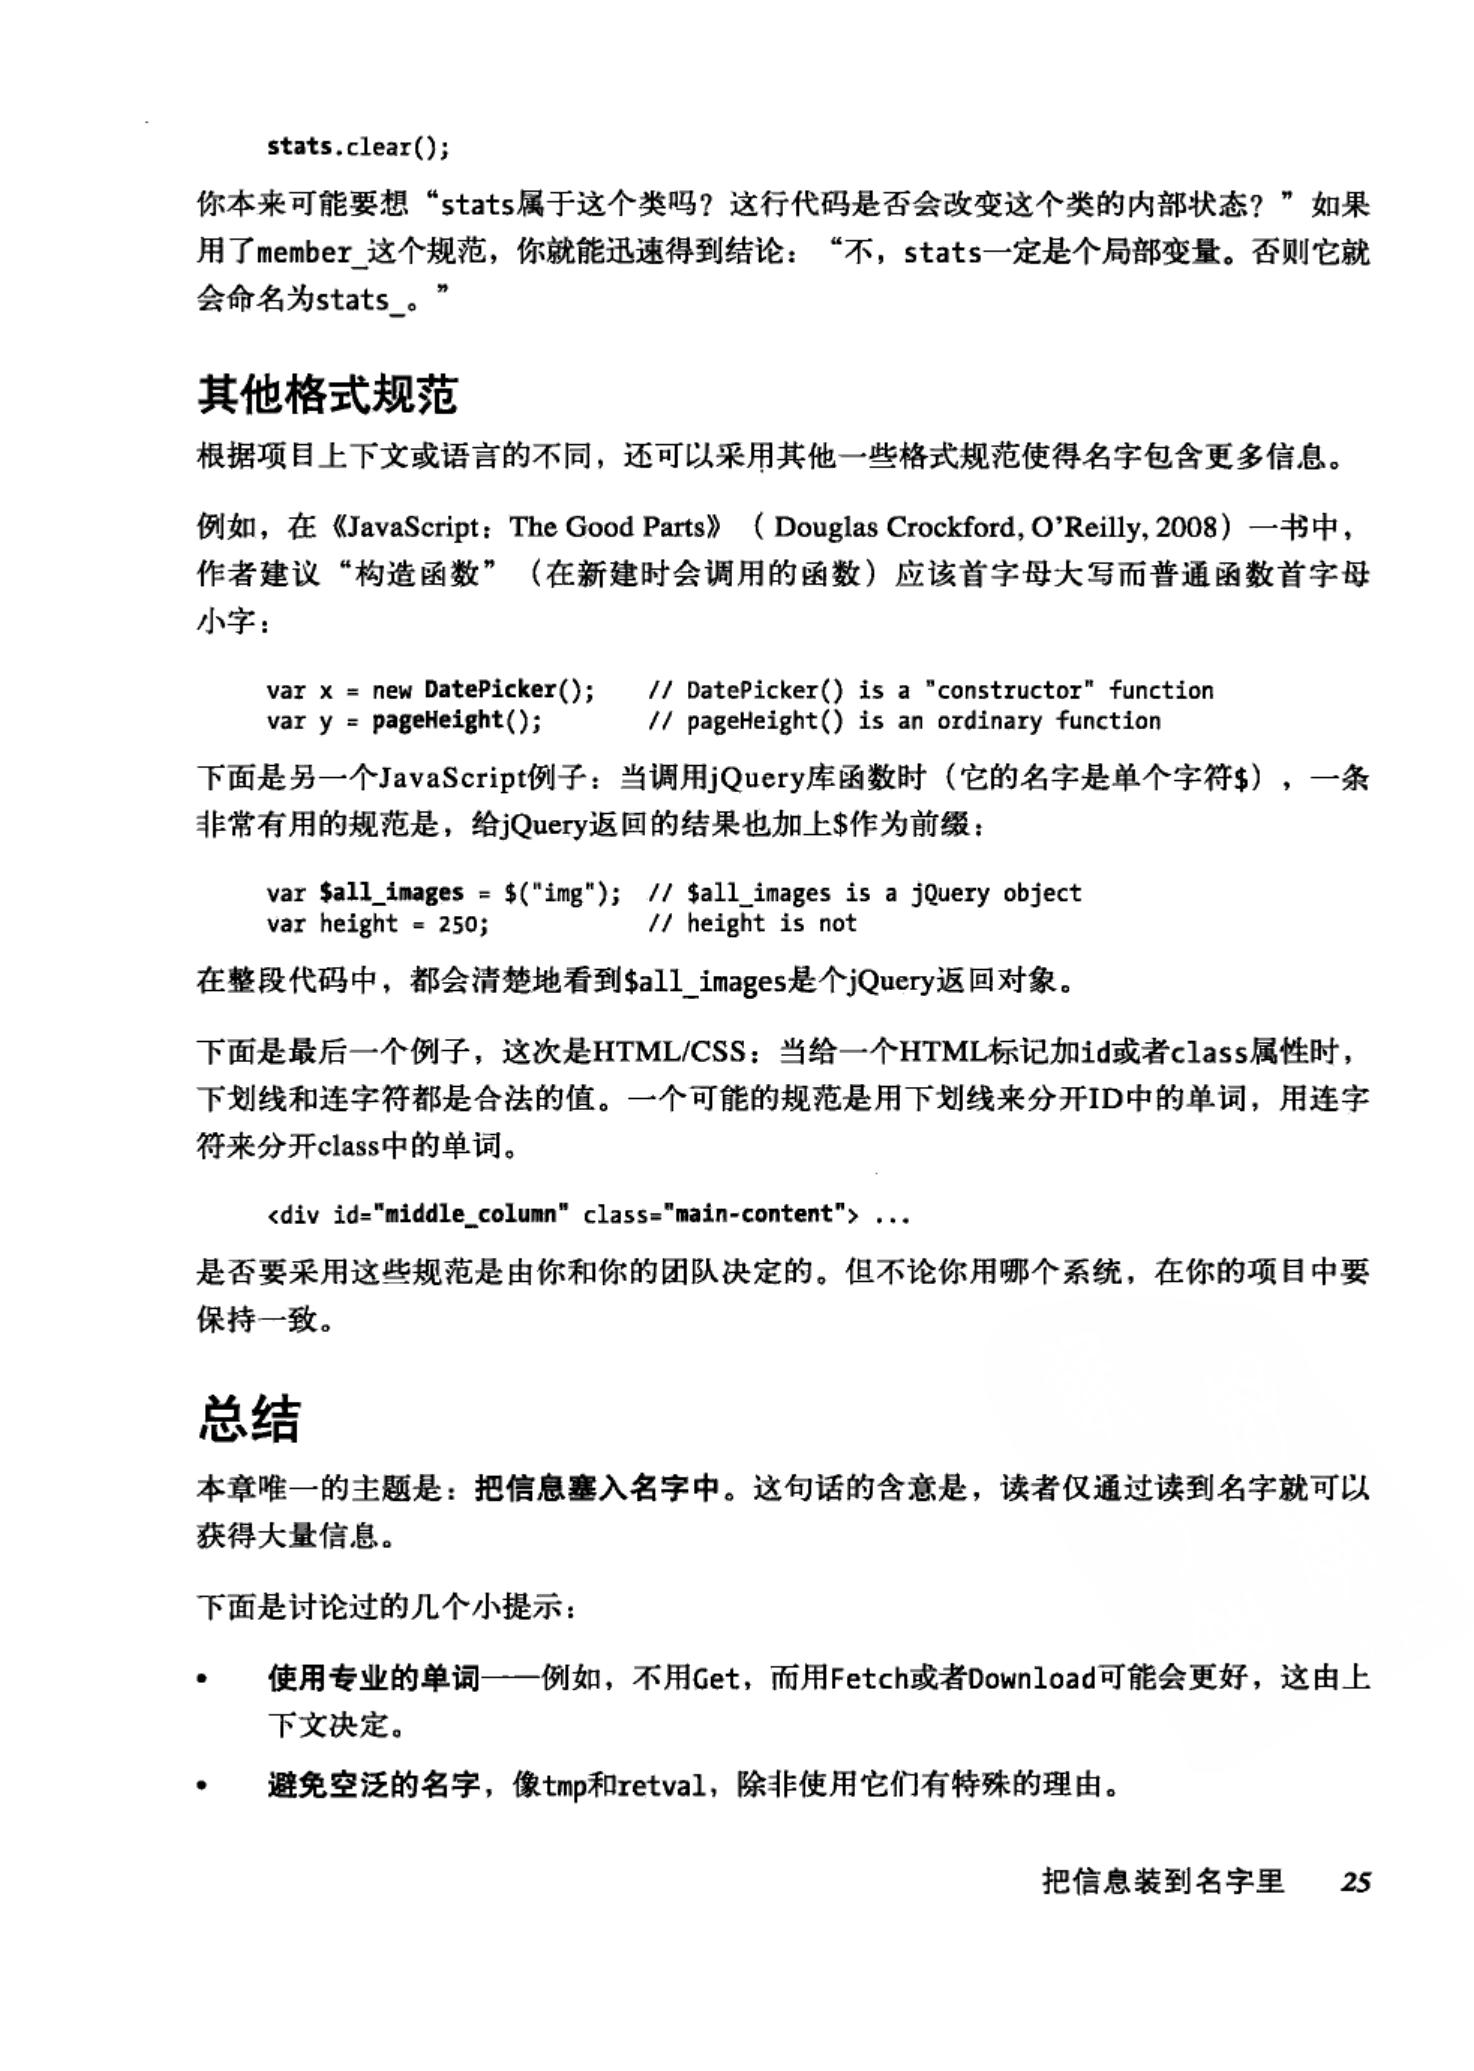 stats.clear();
你本来可能要想“stats属于这个类吗？这行代码是否会改变这个类的内部状态？”如果
用了member_这个规范，你就能迅速得到结论：“不，stats一定是个局部变量。否则它就
会命名为stats_。”
其他格式规范
根据项目上下文或语言的不同，还可以采用其他一些格式规范使得名字包含更多信息。
例如，在《JavaScript：The Good Parts》（ Douglas Crockford, O’Reilly, 2008）一书中，
作者建议“构造函数”（在新建时会调用的函数）应该首字母大写而普通函数首字母
小字：
var x = new DatePicker();    // DatePicker() is a "constructor" function
var y = pageHeight();        // pageHeight() is an ordinary function
下面是另一个JavaScript例子：当调用jQuery库函数时（它的名字是单个字符$），一条
非常有用的规范是，给jQuery返回的结果也加上$作为前缀：
var $all_images = $("img");  // $all_images is a jQuery object
var height = 250;            // height is not
在整段代码中，都会清楚地看到$all_images是个jQuery返回对象。
下面是最后一个例子，这次是HTML/CSS：当给一个HTML标记加id或者class属性时，
下划线和连字符都是合法的值。一个可能的规范是用下划线来分开ID中的单词，用连字
符来分开class中的单词。
<div id="middle_column" class="main-content"> ...
是否要采用这些规范是由你和你的团队决定的。但不论你用哪个系统，在你的项目中要
保持一致。
总结
本章唯一的主题是：把信息塞入名字中。这句话的含意是，读者仅通过读到名字就可以
获得大量信息。
下面是讨论过的几个小提示：
• 使用专业的单词——例如，不用Get，而用Fetch或者Download可能会更好，这由上
下文决定。
• 避免空泛的名字，像tmp和retval，除非使用它们有特殊的理由。
把信息装到名字里 25